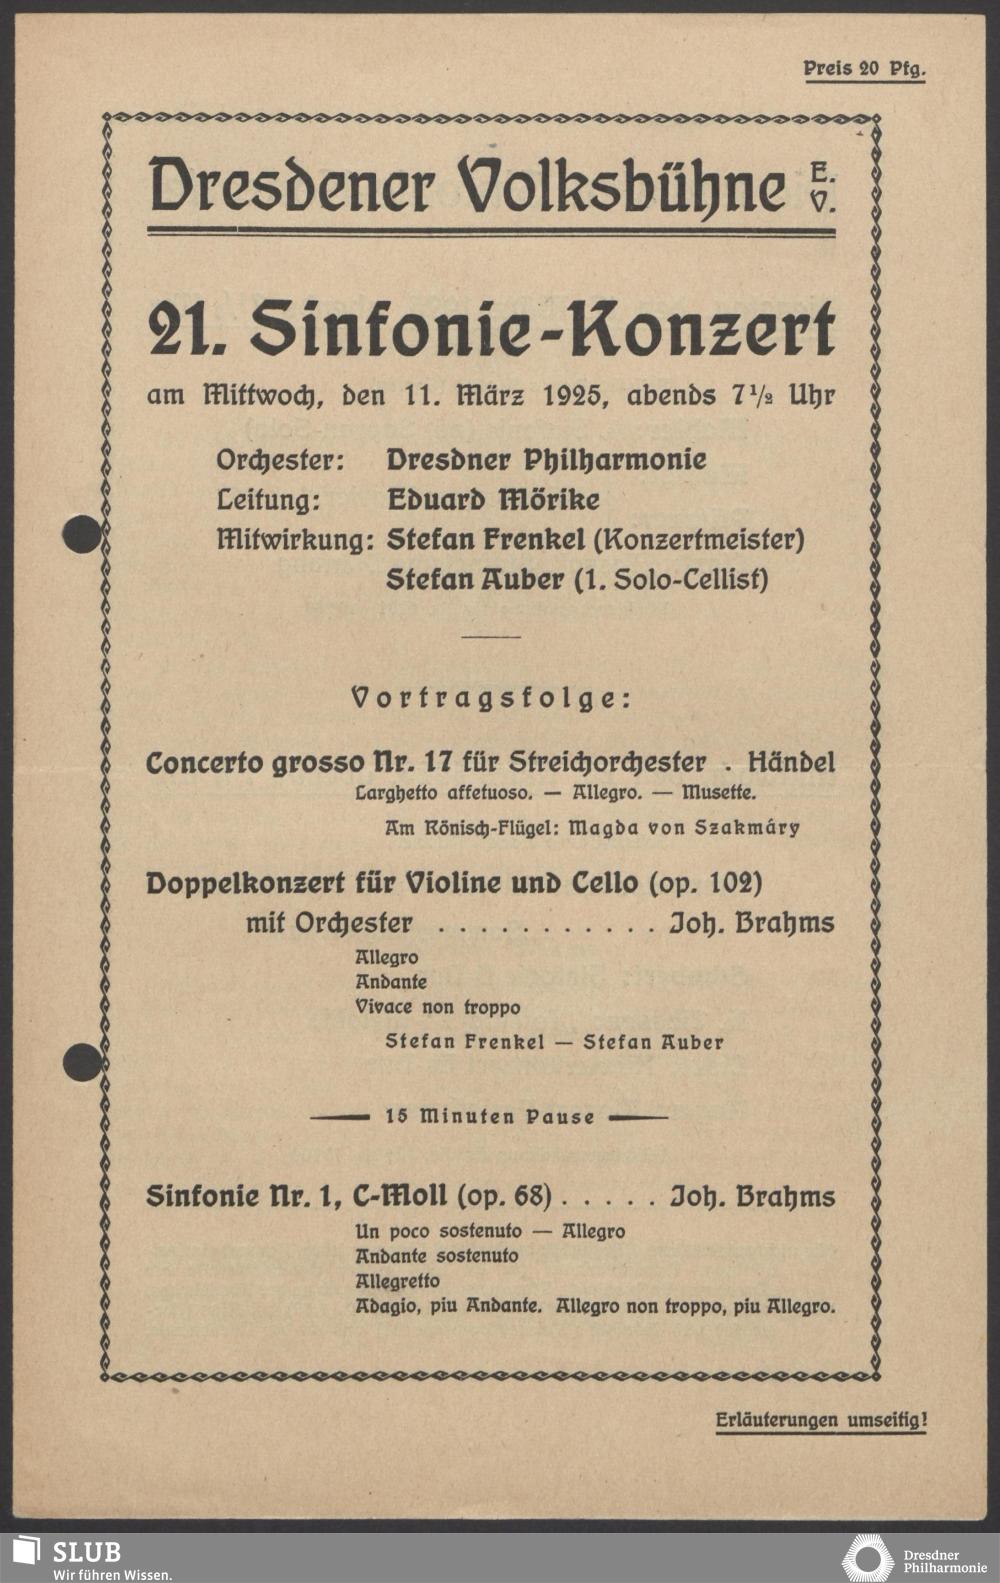 Preis 20 Pfg.
Dresdener Volksbühne E. V.
21. Sinfonie-Konzert
am Mittwoch, den 11. März 1925, abends 7 1/2 Uhr
Orchester: Dresdner Philharmonie
Leitung: Eduard Mörike
Mitwirkung: Stefan Frenkel (Konzertmeister)
Stefan Auber (1. Solo-Cellist)
Vortragsfolge:
Concerto grosso Nr. 17 für Streichorchester . Händel
Larghetto affetuoso. — Allegro. — Musette.
Am Rönisch-Flügel: Magda von Szakmáry
Doppelkonzert für Violine und Cello (op. 102)
mit Orchester . . . . . . . . . . . Joh. Brahms
Allegro
Andante
Vivace non troppo
Stefan Frenkel — Stefan Auber
— 15 Minuten Pause —
Sinfonie Nr. 1, C-Moll (op. 68) . . . . . Joh. Brahms
Un poco sostenuto — Allegro
Andante sostenuto
Allegretto
Adagio, piu Andante. Allegro non troppo, piu Allegro.
Erläuterungen umseitig!
SLUB
Wir führen Wissen.
Dresdner
Philharmonie